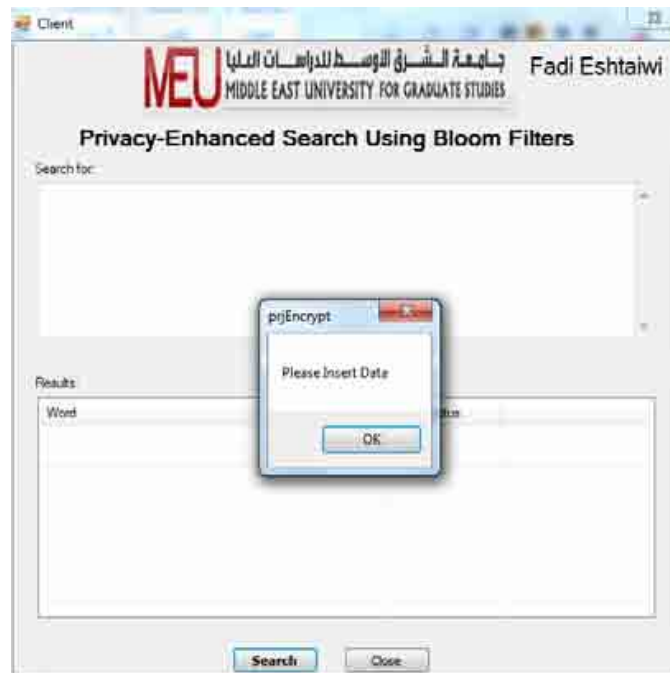 Client
جامعة الشرق الأوسط للدراسات العليا
Fadi Eshtaiwi
MEU
MIDDLE EAST UNIVERSITY FOR GRADUATE STUDIES
Privacy-Enhanced Search Using Bloom Filters
Search for:
prjEncrypt
Please Insert Data
OK
Results
Word
Search
Close